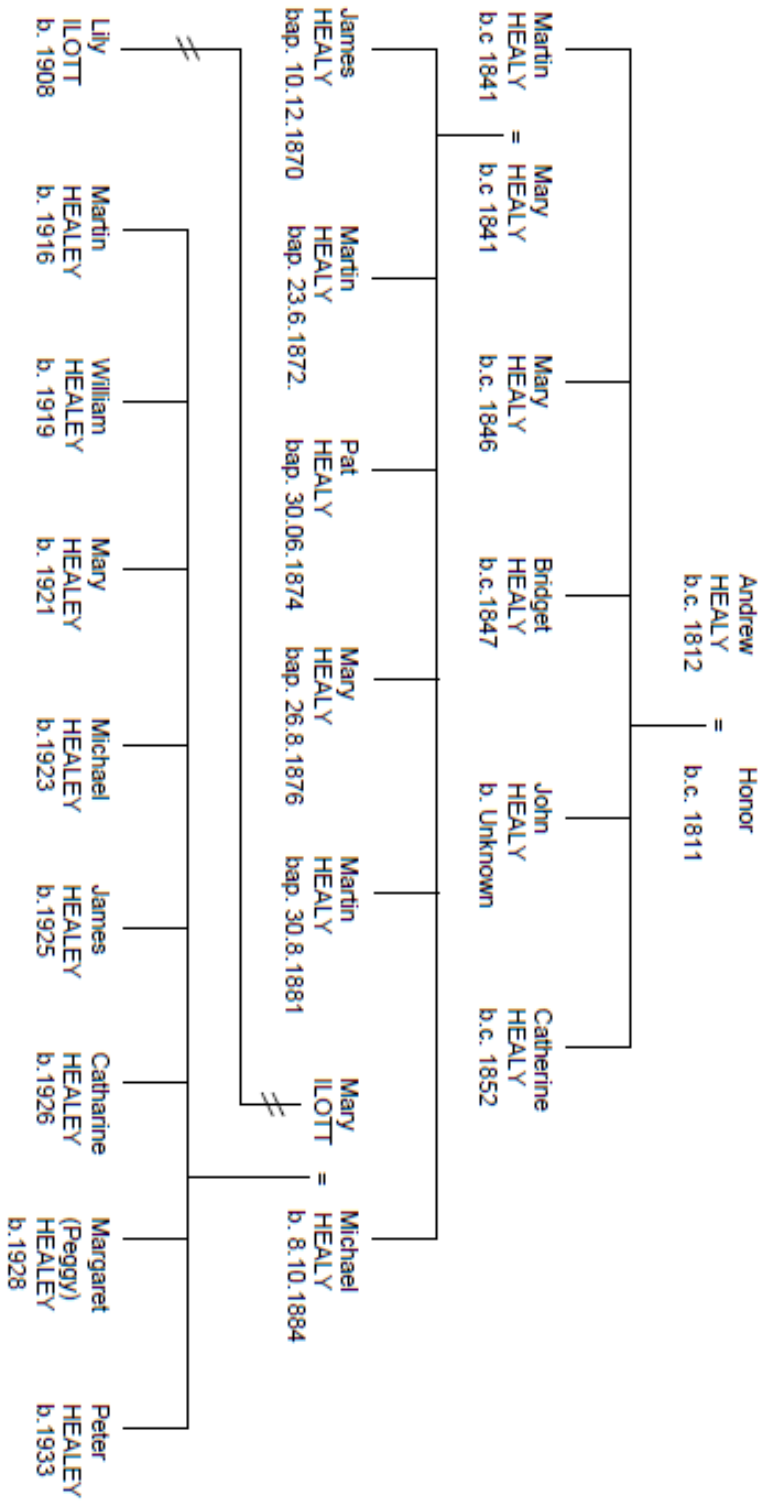 Andrew
HEALY
b.c. 1812
=
Honor
b.c. 1811
Martin
HEALY
b.c 1841
=
Mary
HEALY
b.c 1841
Mary
HEALY
b.c. 1846
Bridget
HEALY
b.c.1847
John
HEALY
b. Unknown
Catherine
HEALY
b.c. 1852
James
HEALY
bap. 10.12.1870
Martin
HEALY
bap. 23.6.1872.
Pat
HEALY
bap. 30.06.1874
Mary
HEALY
bap. 26.8.1876
Martin
HEALY
bap. 30.8.1881
Mary
ILOTT
=
Michael
HEALY
b. 8.10.1884
Lily
ILOTT
b. 1908
Martin
HEALEY
b. 1916
William
HEALEY
b. 1919
Mary
HEALEY
b. 1921
Michael
HEALEY
b.1923
James
HEALEY
b.1925
Catharine
HEALEY
b.1926
Margaret
(Peggy)
HEALEY
b.1928
Peter
HEALEY
b.1933